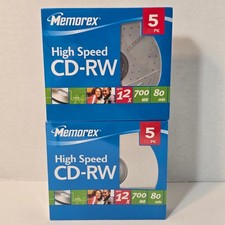 Memorex
5
PK
High Speed
CD-RW
12x
700
MB
80
MIN
Memorex
5
PK
High Speed
CD-RW
12x
700
MB
80
MIN